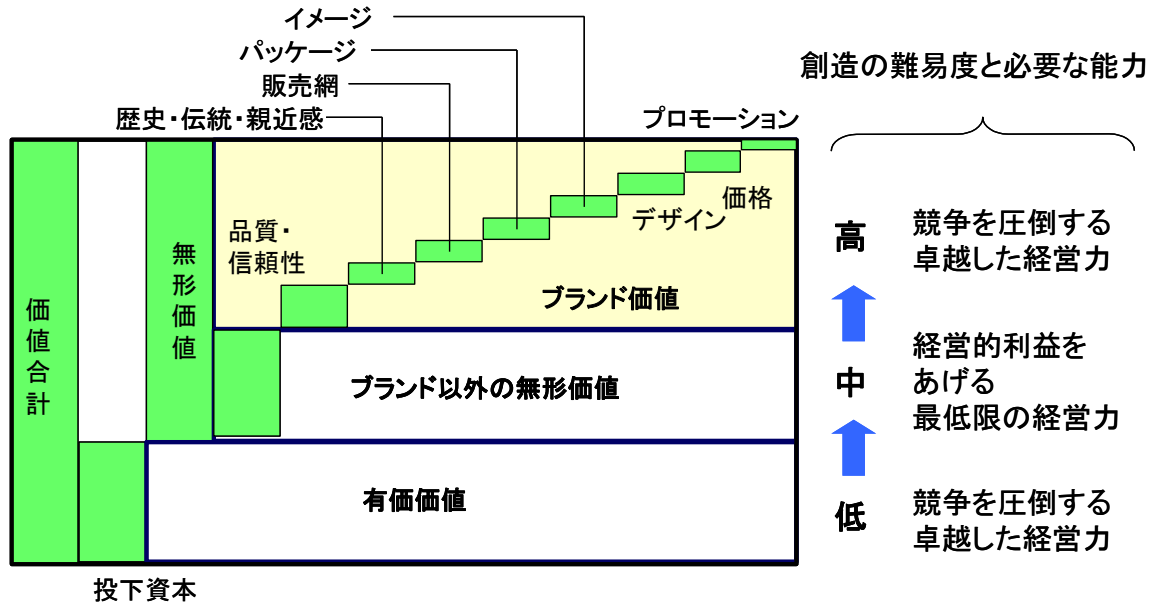 イメージ
パッケージ
販売網
歴史・伝統・親近感
プロモーション
創造の難易度と必要な能力
価値合計
無形価値
品質・
信頼性
デザイン
価格
ブランド価値
ブランド以外の無形価値
有価価値
投下資本
高
競争を圧倒する
卓越した経営力
中
経営的利益を
あげる
最低限の経営力
低
競争を圧倒する
卓越した経営力